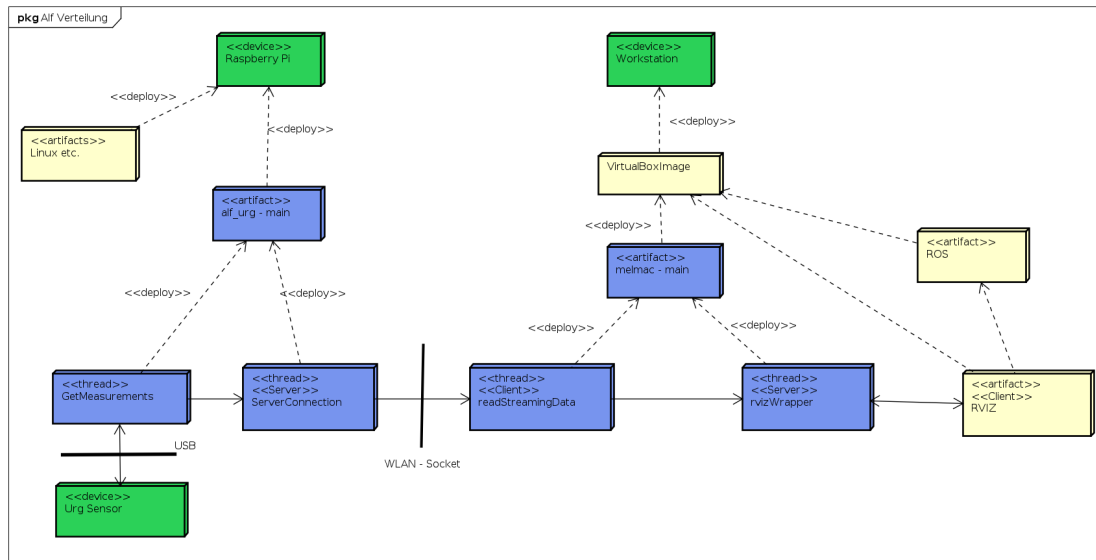 pkg Alf Verteilung
<<device>>
Raspberry Pi
<<device>>
Workstation
<<deploy>>
<<deploy>>
<<deploy>>
<<artifacts>>
Linux etc.
VirtualBoxImage
<<artifact>>
alf_urg - main
<<deploy>>
<<artifact>>
melmac - main
<<artifact>>
ROS
<<deploy>>
<<deploy>>
<<deploy>>
<<deploy>>
<<thread>>
GetMeasurements
<<thread>>
<<Server>>
ServerConnection
<<thread>>
<<Client>>
readStreamingData
<<thread>>
<<Server>>
rvizWrapper
<<artifact>>
<<Client>>
RVIZ
USB
WLAN - Socket
<<device>>
Urg Sensor